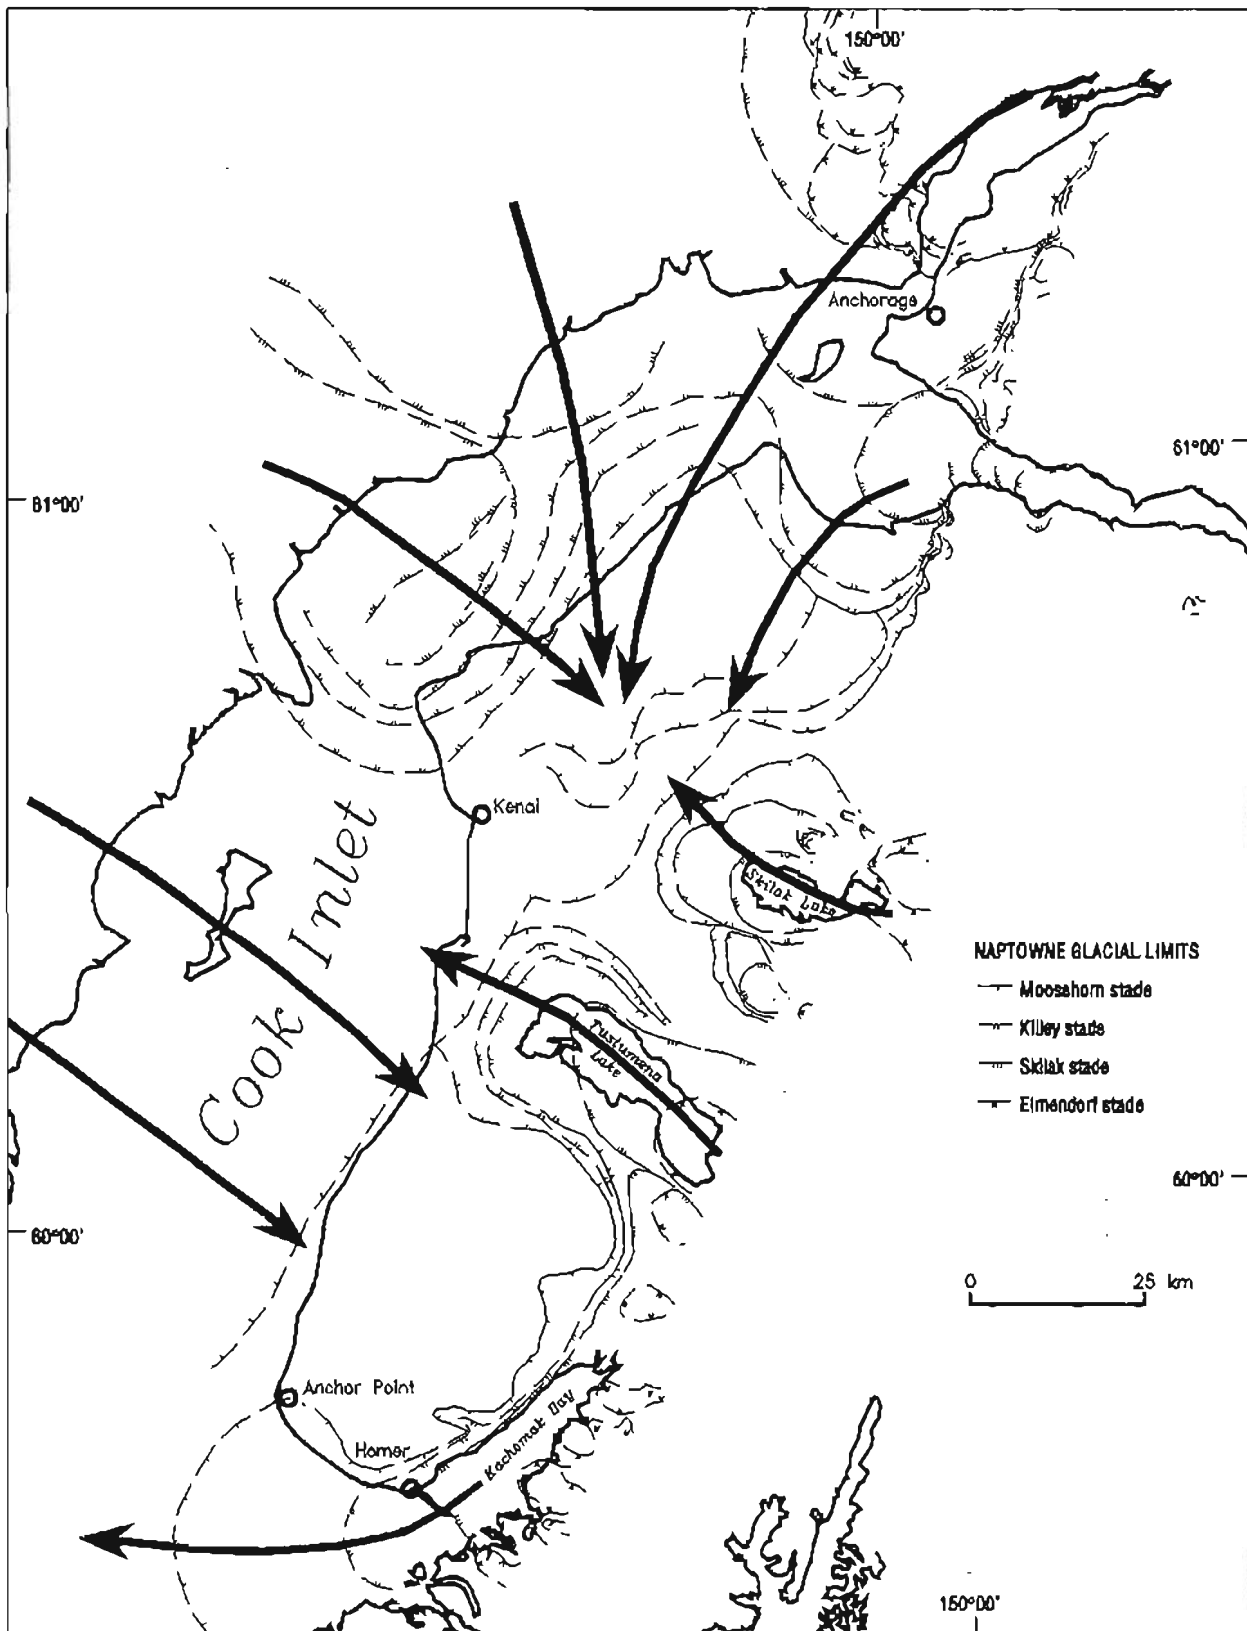 150°00'
Anchorage
61°00'
61°00'
Kenai
Cook Inlet
Skilak Lake
NAPTOWNE GLACIAL LIMITS
Moosehorn stade
Killey stade
Skilak stade
Elmendorf stade
Tustumena
Lake
60°00'
60°00'
0 25 km
Anchor Point
Homer
Kachemak Bay
150°00'